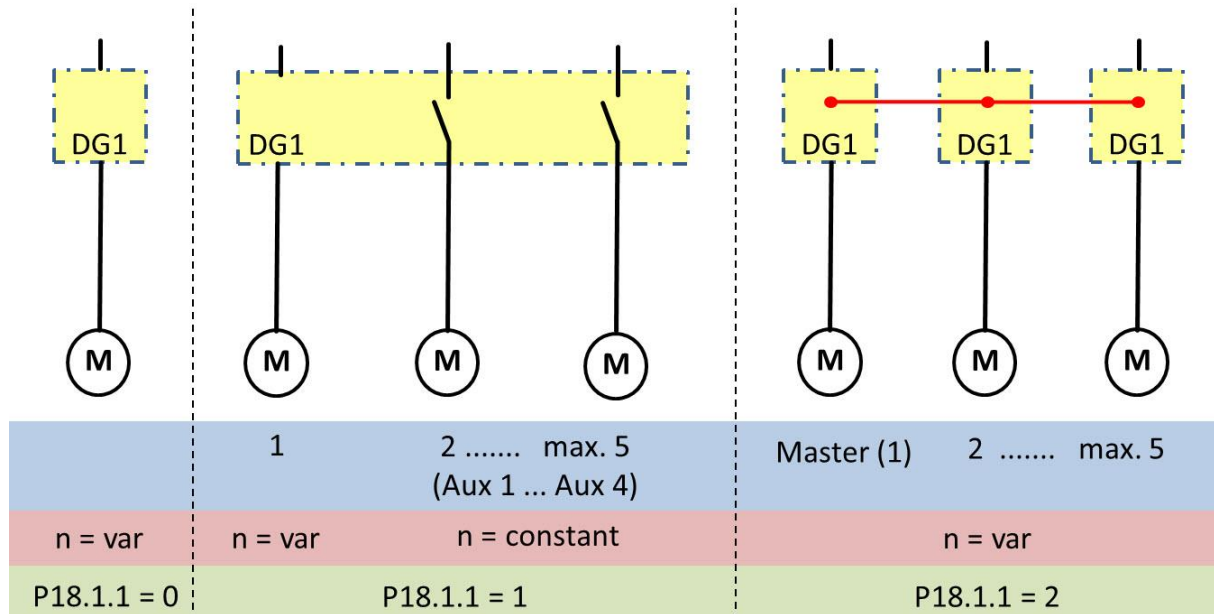 DG1
DG1
DG1
DG1
DG1
M
M
M
M
M
M
M
1
2 ....... max. 5
(Aux 1 ... Aux 4)
Master (1)
2 ....... max. 5
n = var
n = var
n = constant
n = var
P18.1.1 = 0
P18.1.1 = 1
P18.1.1 = 2